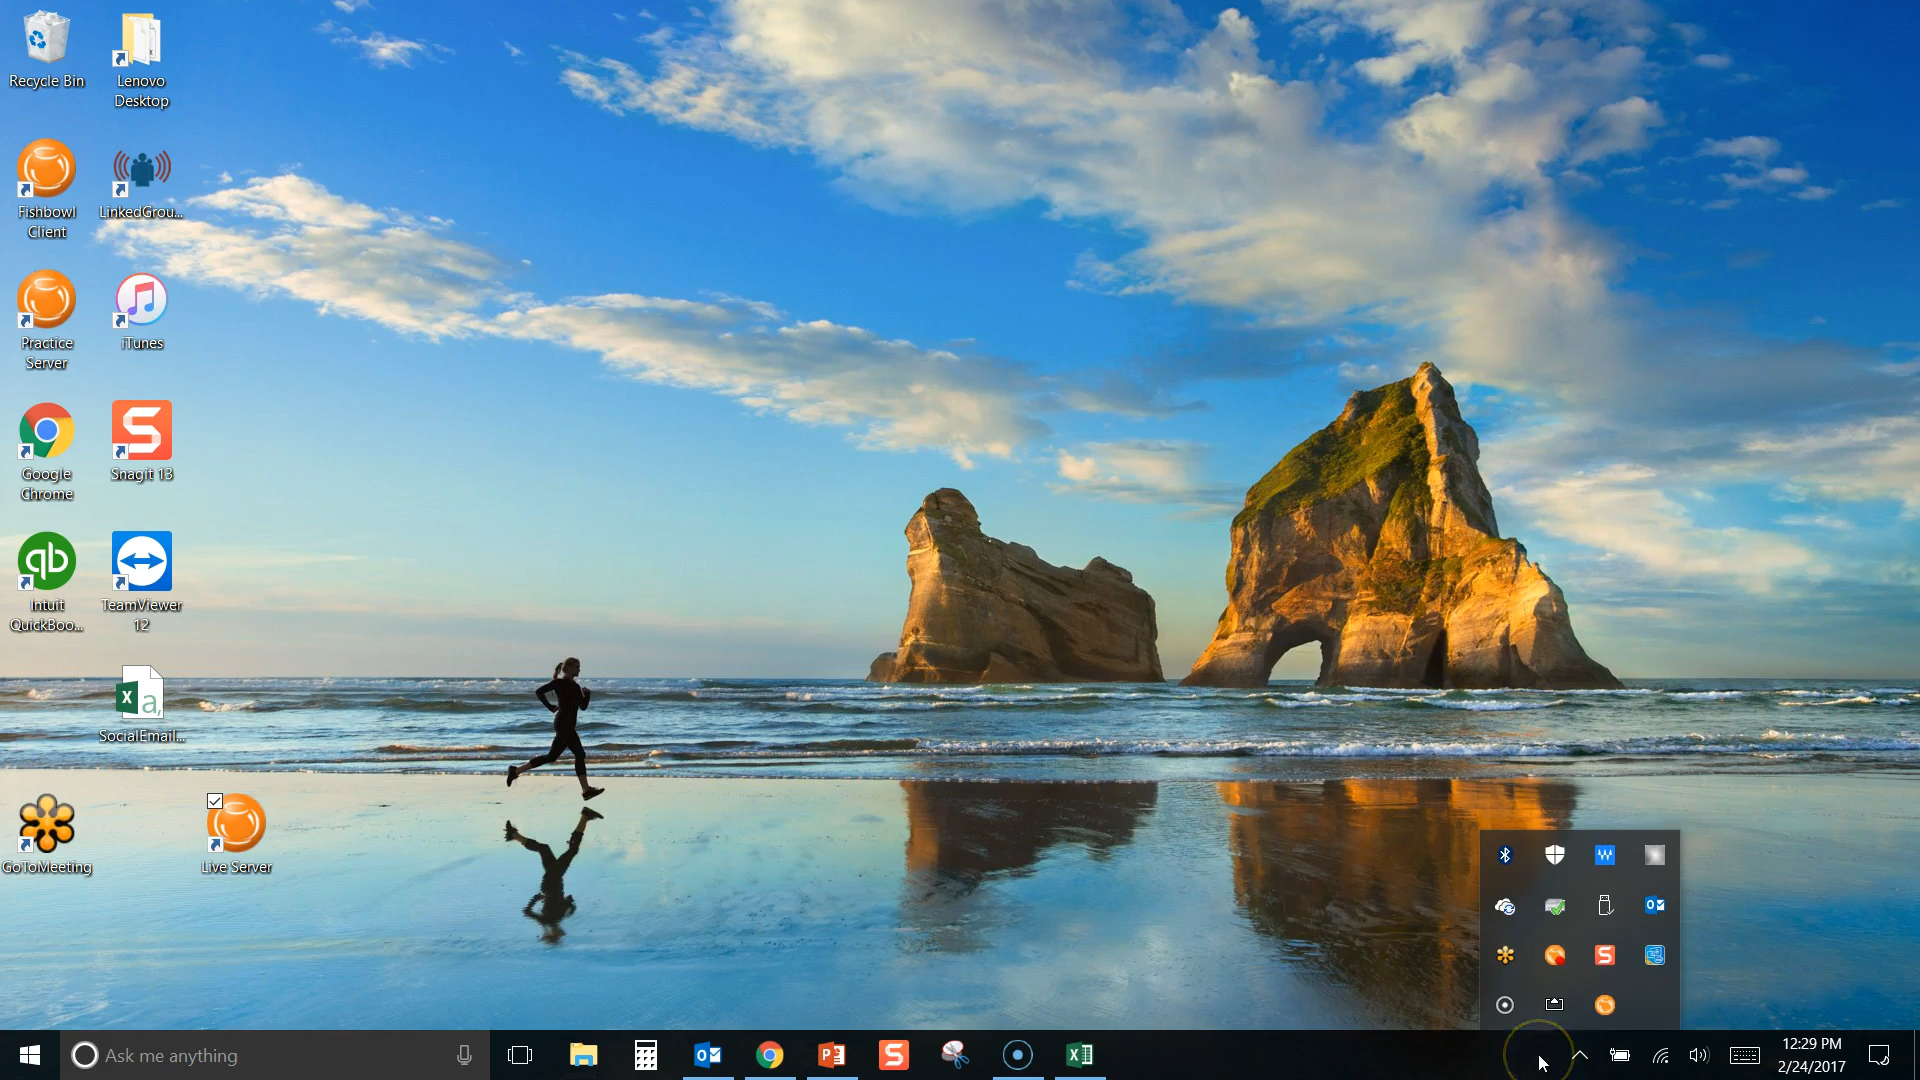 Recycle Bin
Lenovo
Desktop
Fishbowl
Client
LinkedGrou...
Practice
Server
iTunes
Google
Chrome
Snagit 13
Intuit
QuickBoo...
TeamViewer
12
SocialEmail...
GoToMeeting
Live Server
Ask me anything
12:29 PM
2/24/2017